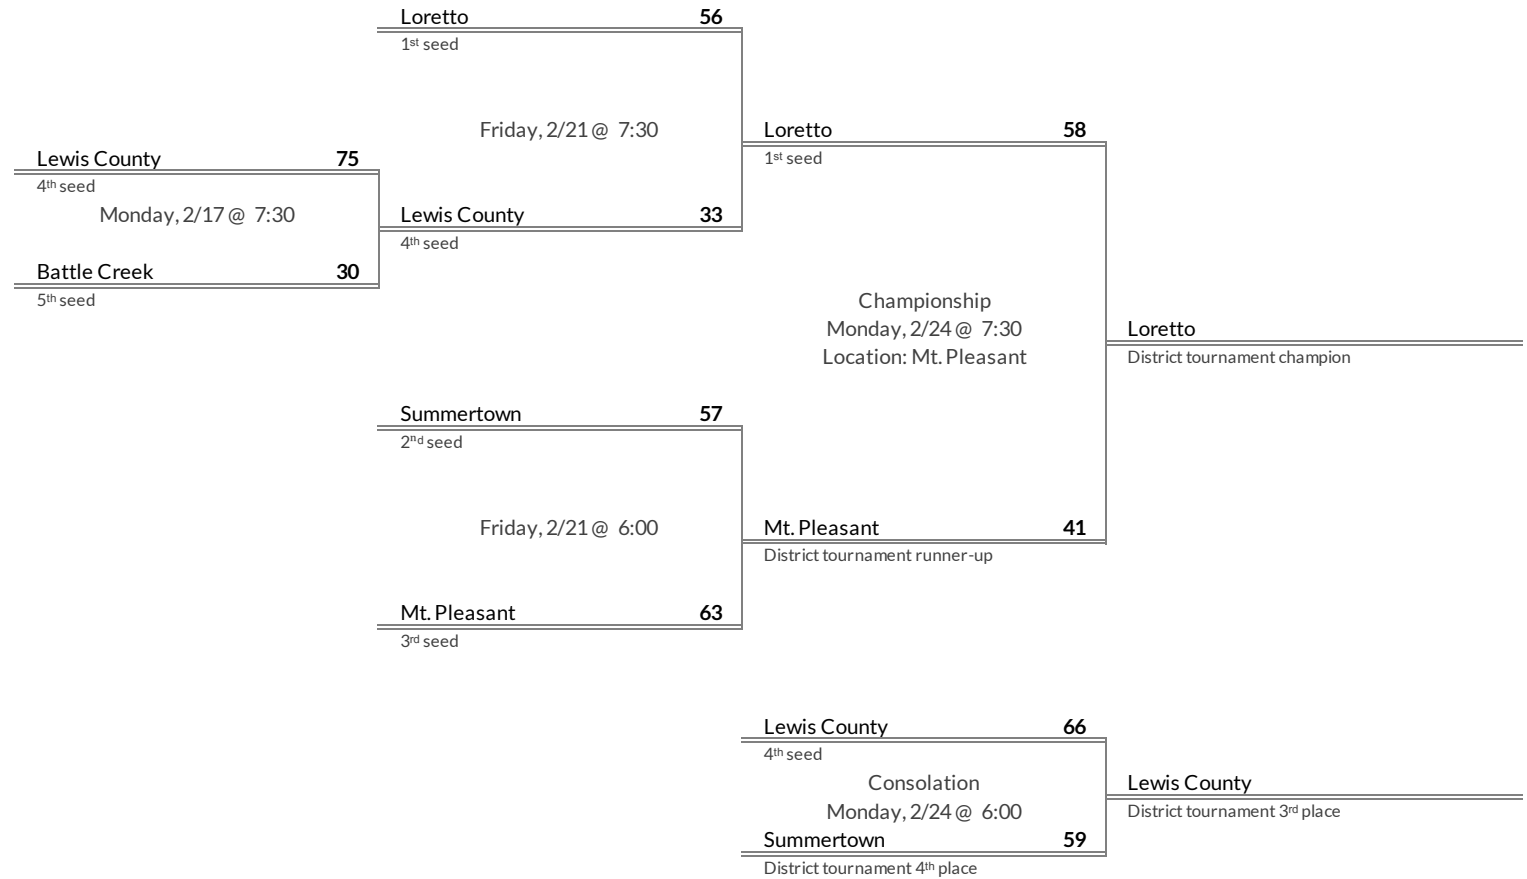 Loretto 56
1st seed
Friday, 2/21 @ 7:30
Loretto 58
1st seed
Lewis County 75
4th seed
Monday, 2/17 @ 7:30
Lewis County 33
4th seed
Battle Creek 30
5th seed
Championship
Monday, 2/24 @ 7:30
Location: Mt. Pleasant
Loretto
District tournament champion
Summertown 57
2nd seed
Friday, 2/21 @ 6:00
Mt. Pleasant 41
District tournament runner-up
Mt. Pleasant 63
3rd seed
Lewis County 66
4th seed
Consolation
Monday, 2/24 @ 6:00
Lewis County
District tournament 3rd place
Summertown 59
District tournament 4th place